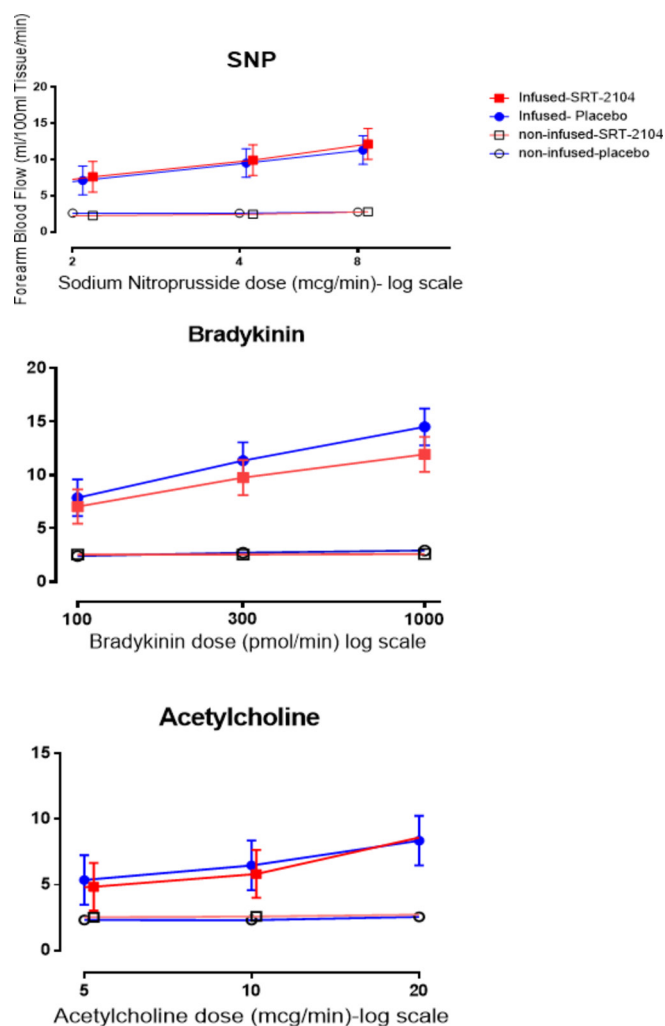 SNP
Forearm Blood Flow (ml/100ml Tissue/min)
20
15
10
5
0
2
4
8
Sodium Nitroprusside dose (mcg/min)- log scale
Infused-SRT-2104
Infused- Placebo
non-infused-SRT-2104
non-infused-placebo
Bradykinin
20
15
10
5
0
100
300
1000
Bradykinin dose (pmol/min) log scale
Acetylcholine
15
10
5
0
5
10
20
Acetylcholine dose (mcg/min)-log scale